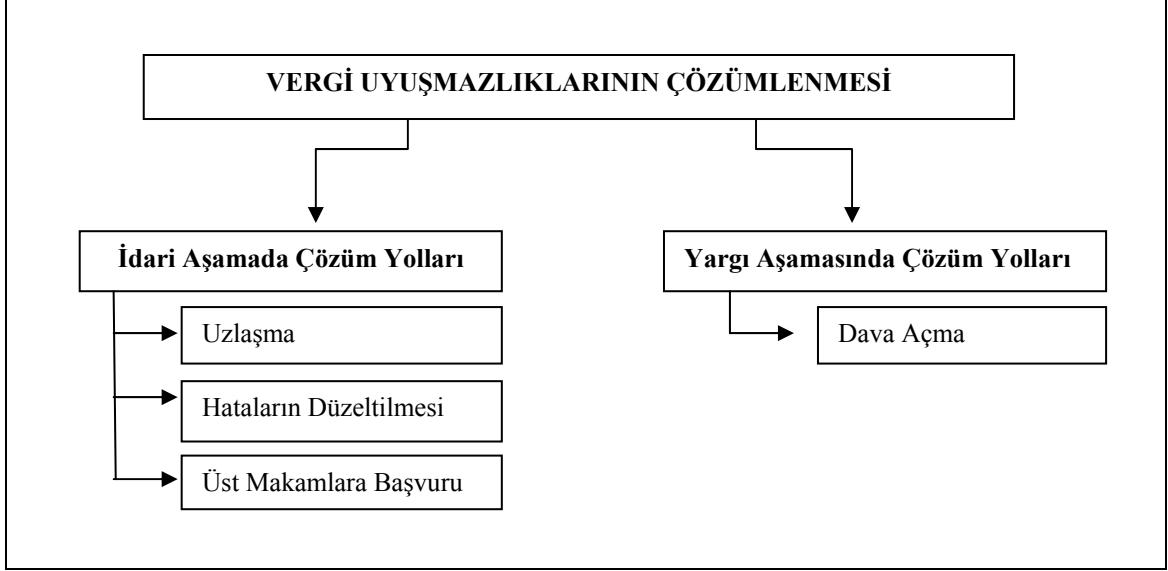 VERGİ UYUŞMAZLIKLARININ ÇÖZÜMLENMESİ
İdari Aşamada Çözüm Yolları
Uzlaşma
Hataların Düzeltilmesi
Üst Makamlara Başvuru
Yargı Aşamasında Çözüm Yolları
Dava Açma